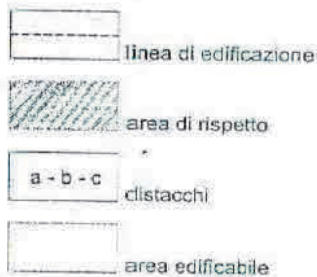 linea di edificazione
area di rispetto
a - b - c
distacchi
area edificabile